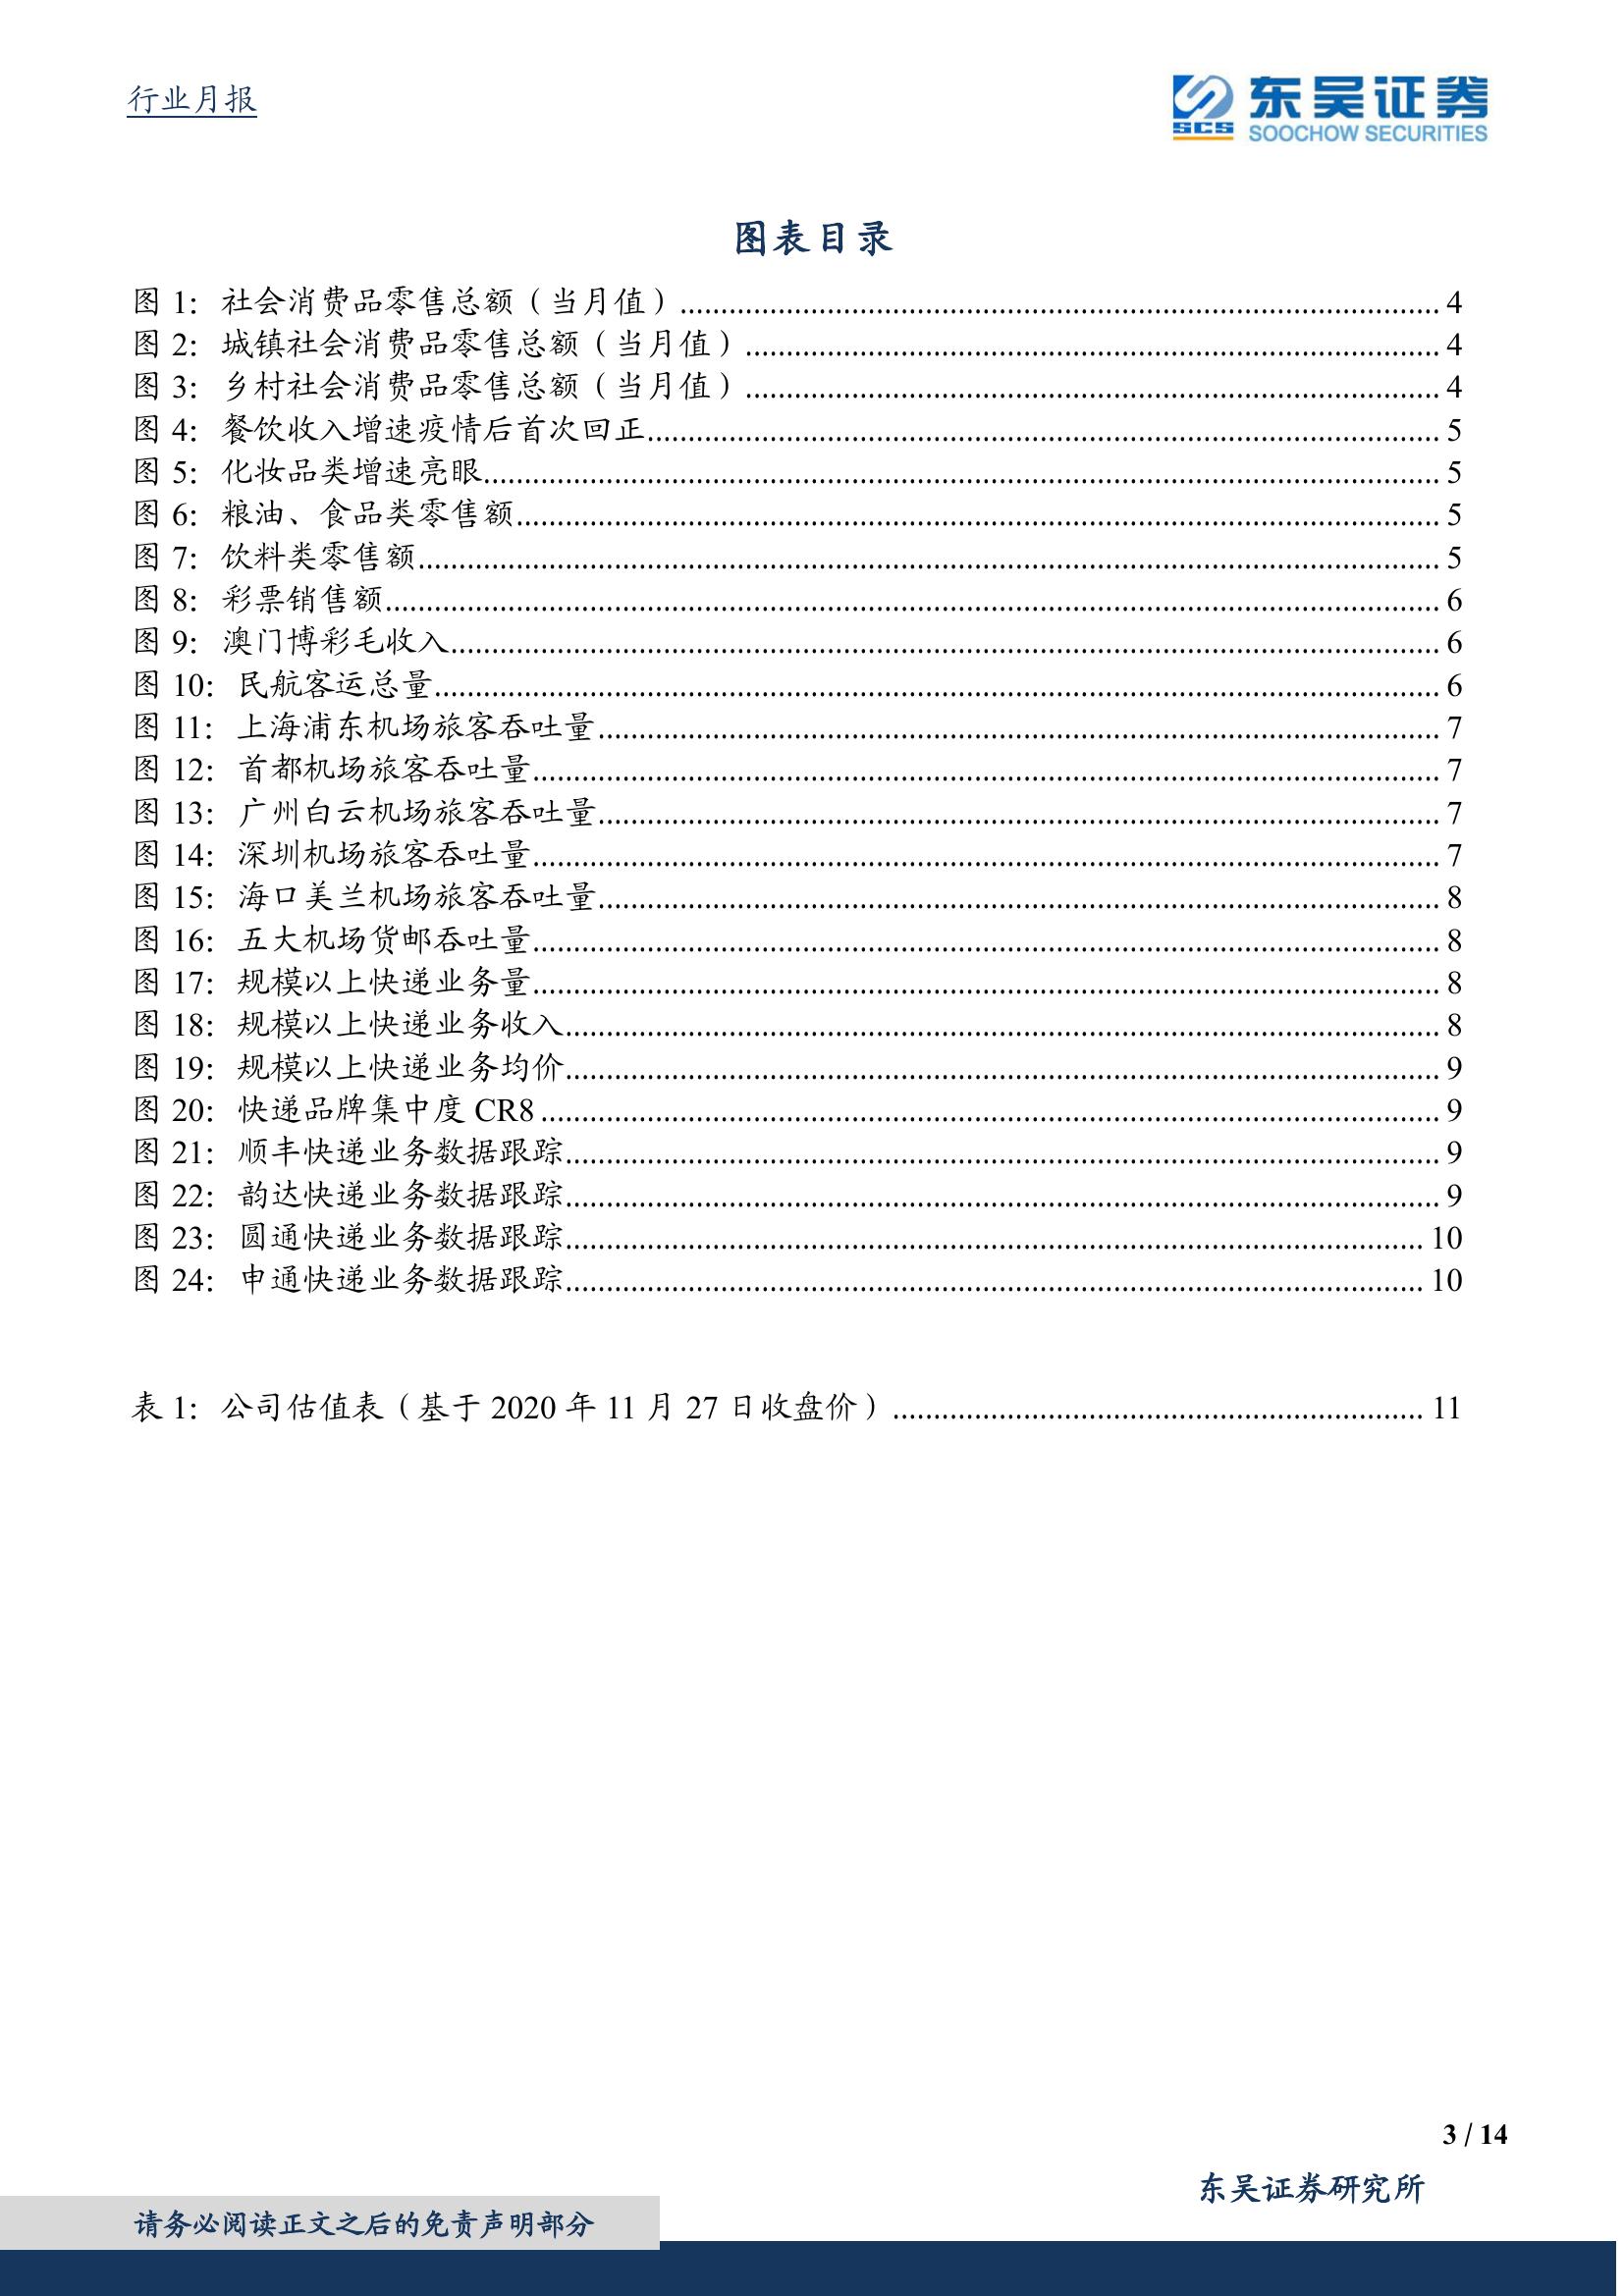 行业月报
东吴证券
SCS
SOOCHOW SECURITIES
图表目录
图 1：社会消费品零售总额（当月值）........ 4
图 2：城镇社会消费品零售总额（当月值）........ 4
图 3：乡村社会消费品零售总额（当月值）........ 4
图 4：餐饮收入增速疫情后首次回正........ 5
图 5：化妆品类增速亮眼........ 5
图 6：粮油、食品类零售额........ 5
图 7：饮料类零售额........ 5
图 8：彩票销售额........ 6
图 9：澳门博彩毛收入........ 6
图 10：民航客运总量........ 6
图 11：上海浦东机场旅客吞吐量........ 7
图 12：首都机场旅客吞吐量........ 7
图 13：广州白云机场旅客吞吐量........ 7
图 14：深圳机场旅客吞吐量........ 7
图 15：海口美兰机场旅客吞吐量........ 8
图 16：五大机场货邮吞吐量........ 8
图 17：规模以上快递业务量........ 8
图 18：规模以上快递业务收入........ 8
图 19：规模以上快递业务均价........ 9
图 20：快递品牌集中度 CR8........ 9
图 21：顺丰快递业务数据跟踪........ 9
图 22：韵达快递业务数据跟踪........ 9
图 23：圆通快递业务数据跟踪........ 10
图 24：申通快递业务数据跟踪........ 10
表 1：公司估值表（基于 2020 年 11 月 27 日收盘价）........ 11
3 / 14
东吴证券研究所
请务必阅读正文之后的免责声明部分